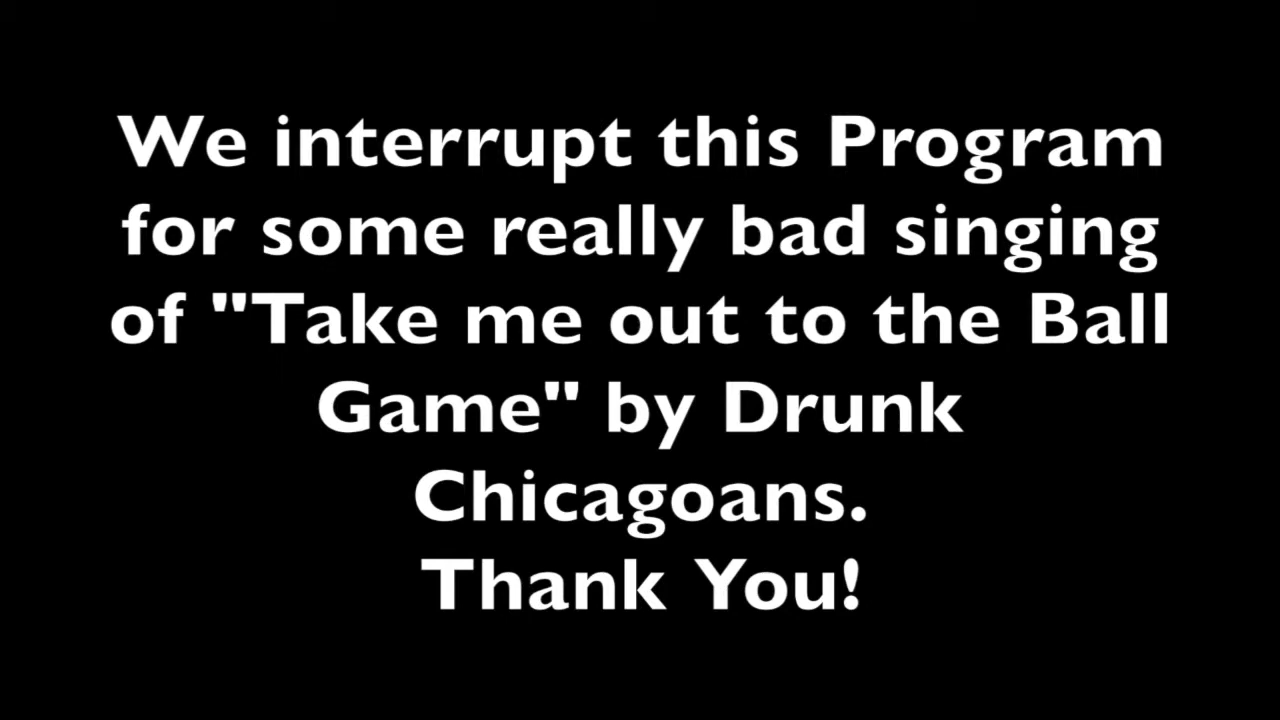 We interrupt this Program
for some really bad singing
of "Take me out to the Ball
Game" by Drunk
Chicagoans.
Thank You!